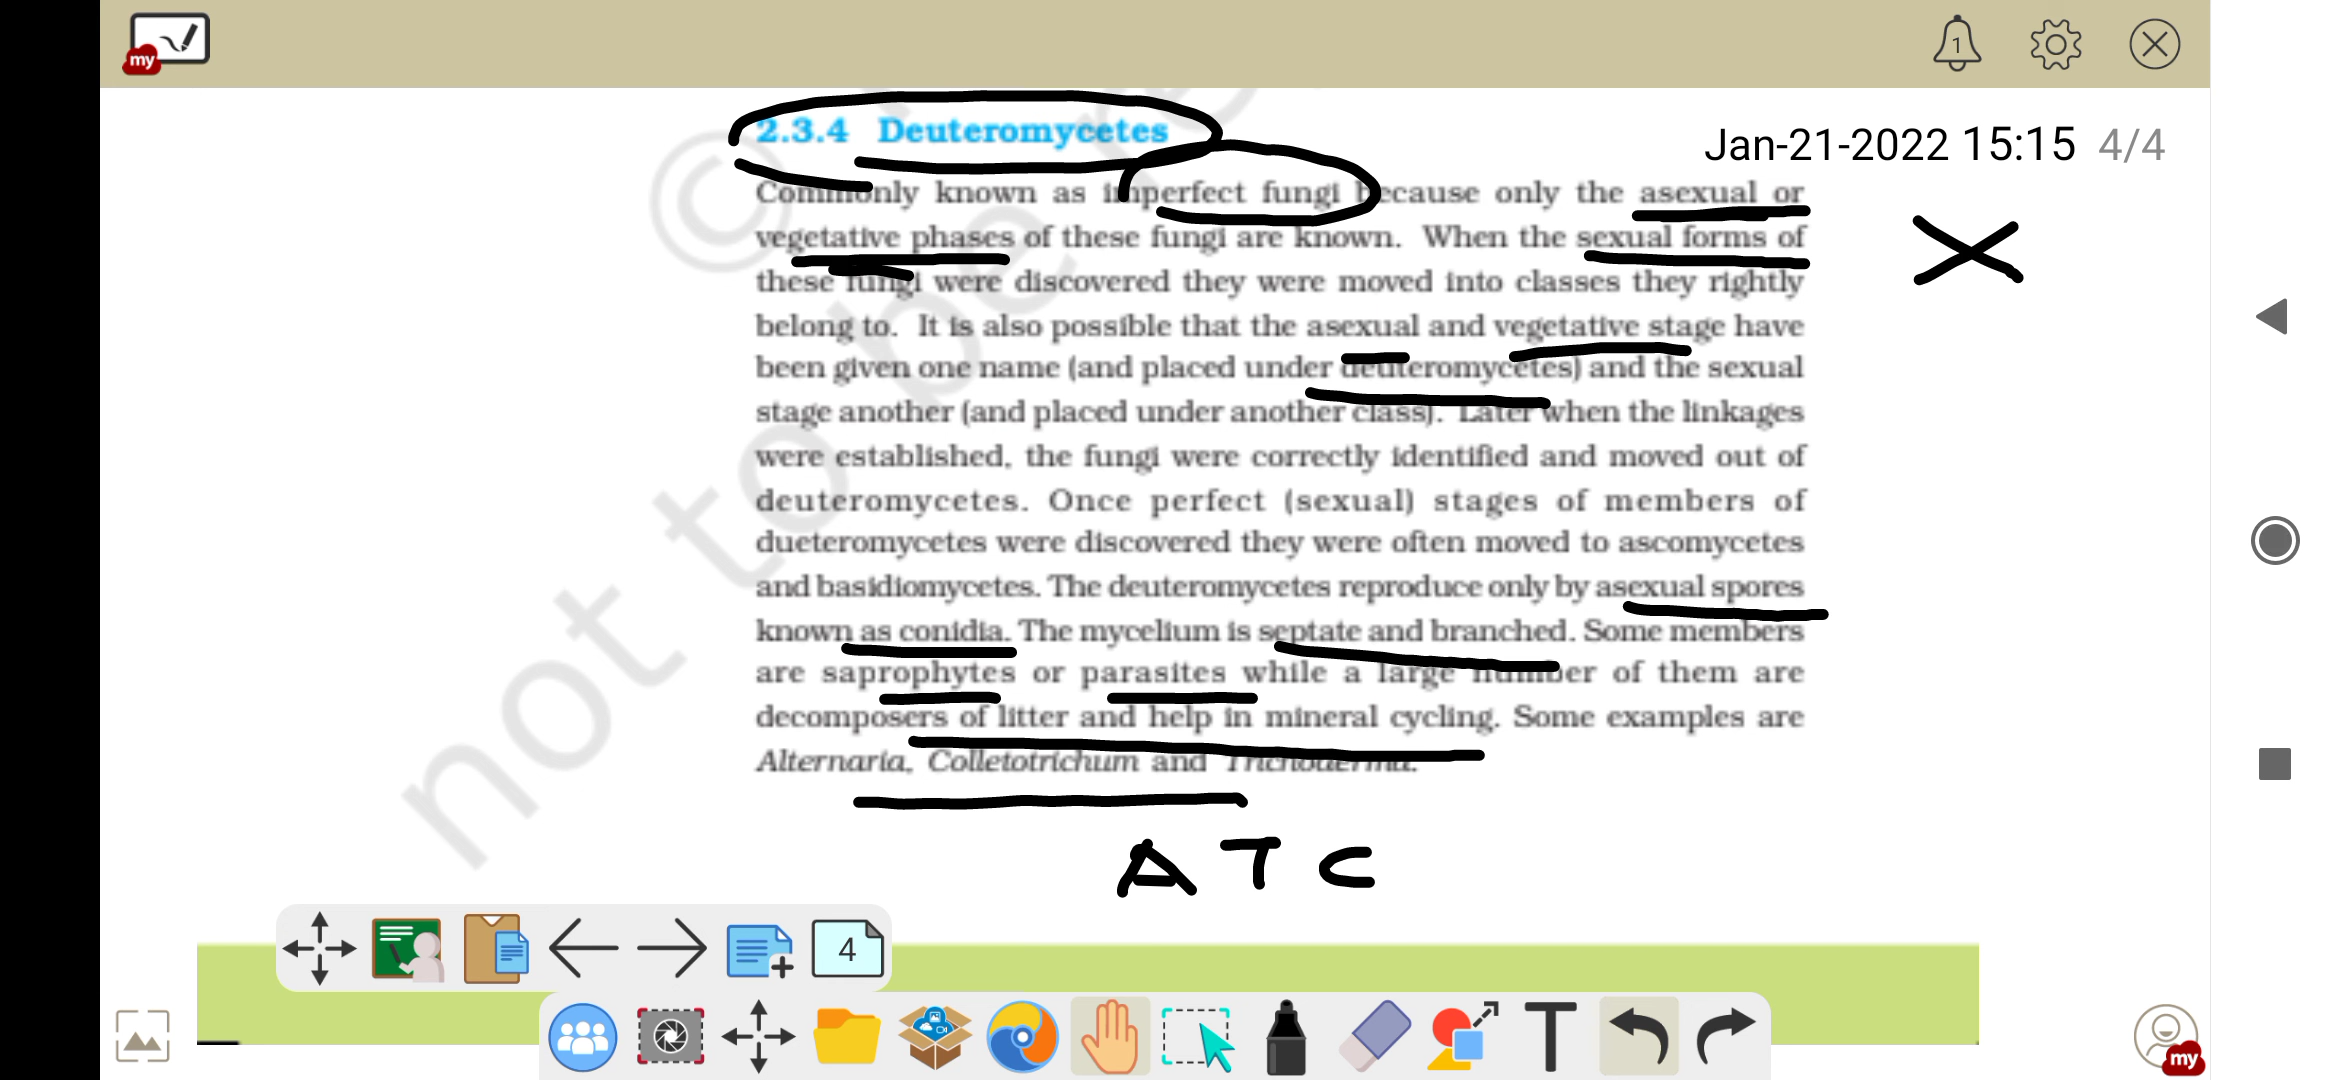 my
1
Jan-21-2022 15:15 4/4
2.3.4 Deuteromycetes
Commonly known as imperfect fungi because only the asexual or
vegetative phases of these fungi are known. When the sexual forms of
these fungi were discovered they were moved into classes they rightly
belong to. It is also possible that the asexual and vegetative stage have
been given one name (and placed under deuteromycetes) and the sexual
stage another (and placed under another class). Later when the linkages
were established, the fungi were correctly identified and moved out of
deuteromycetes. Once perfect (sexual) stages of members of
dueteromycetes were discovered they were often moved to ascomycetes
and basidiomycetes. The deuteromycetes reproduce only by asexual spores
known as conidia. The mycelium is septate and branched. Some members
are saprophytes or parasites while a large number of them are
decomposers of litter and help in mineral cycling. Some examples are
Alternaria, Colletotrichum and Trichoderma.
A T C
© not to be re
4
T
my